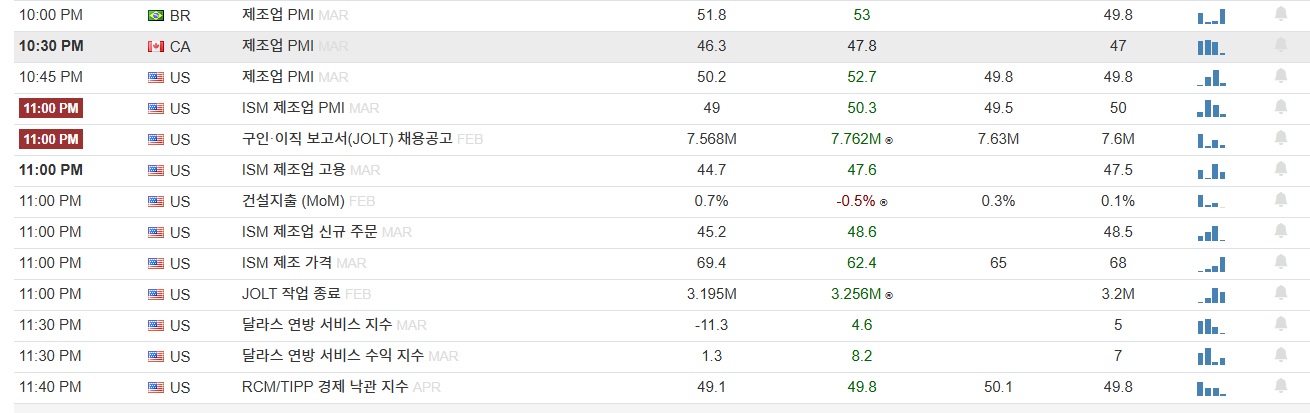 10:00 PM BR 제조업 PMI MAR 51.8 53 49.8
10:30 PM CA 제조업 PMI MAR 46.3 47.8 47
10:45 PM US 제조업 PMI MAR 50.2 52.7 49.8 49.8
11:00 PM US ISM 제조업 PMI MAR 49 50.3 49.5 50
11:00 PM US 구인·이직 보고서(JOLT) 채용공고 FEB 7.568M 7.762M ® 7.63M 7.6M
11:00 PM US ISM 제조업 고용 MAR 44.7 47.6 47.5
11:00 PM US 건설지출 (MoM) FEB 0.7% -0.5% ® 0.3% 0.1%
11:00 PM US ISM 제조업 신규 주문 MAR 45.2 48.6 48.5
11:00 PM US ISM 제조 가격 MAR 69.4 62.4 65 68
11:00 PM US JOLT 작업 종료 FEB 3.195M 3.256M ® 3.2M
11:30 PM US 달라스 연방 서비스 지수 MAR -11.3 4.6 5
11:30 PM US 달라스 연방 서비스 수익 지수 MAR 1.3 8.2 7
11:40 PM US RCM/TIPP 경제 낙관 지수 APR 49.1 49.8 50.1 49.8